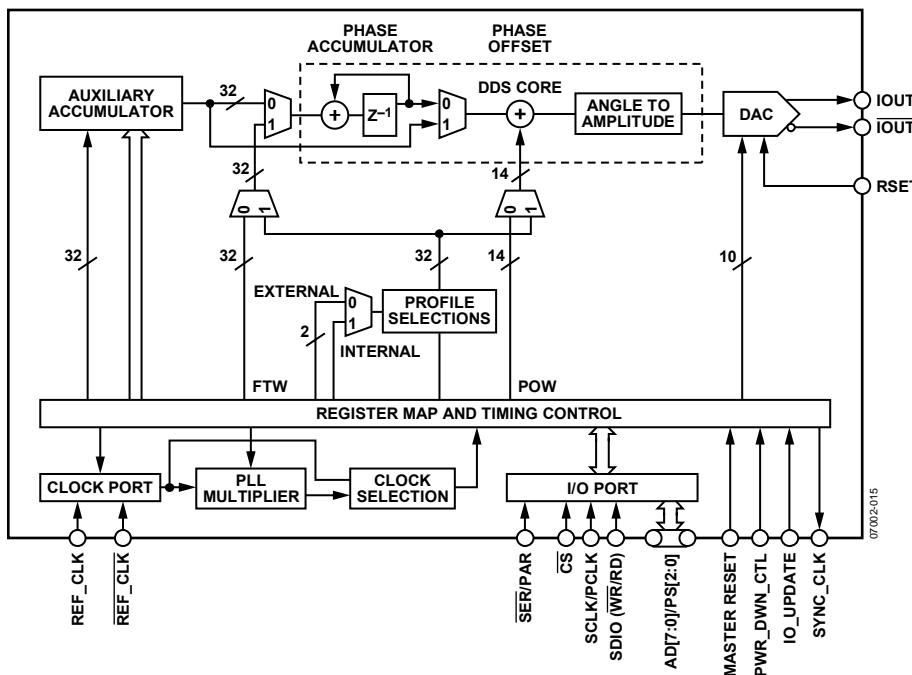 PHASE
ACCUMULATOR
PHASE
OFFSET
AUXILIARY
ACCUMULATOR
32
0
1
+
Z–1
0
1
DDS CORE
+
ANGLE TO
AMPLITUDE
DAC
IOUT
IOUT
RSET
32
14
0 1
0 1
32
32
32
14
10
EXTERNAL
2
0
1
INTERNAL
PROFILE
SELECTIONS
FTW
POW
REGISTER MAP AND TIMING CONTROL
CLOCK PORT
PLL
MULTIPLIER
CLOCK
SELECTION
I/O PORT
REF_CLK
REF_CLK
SER/PAR
CS
SCLK/PCLK
SDIO (WR/RD)
AD[7:0]/PS[2:0]
MASTER RESET
PWR_DWN_CTL
IO_UPDATE
SYNC_CLK
07002-015